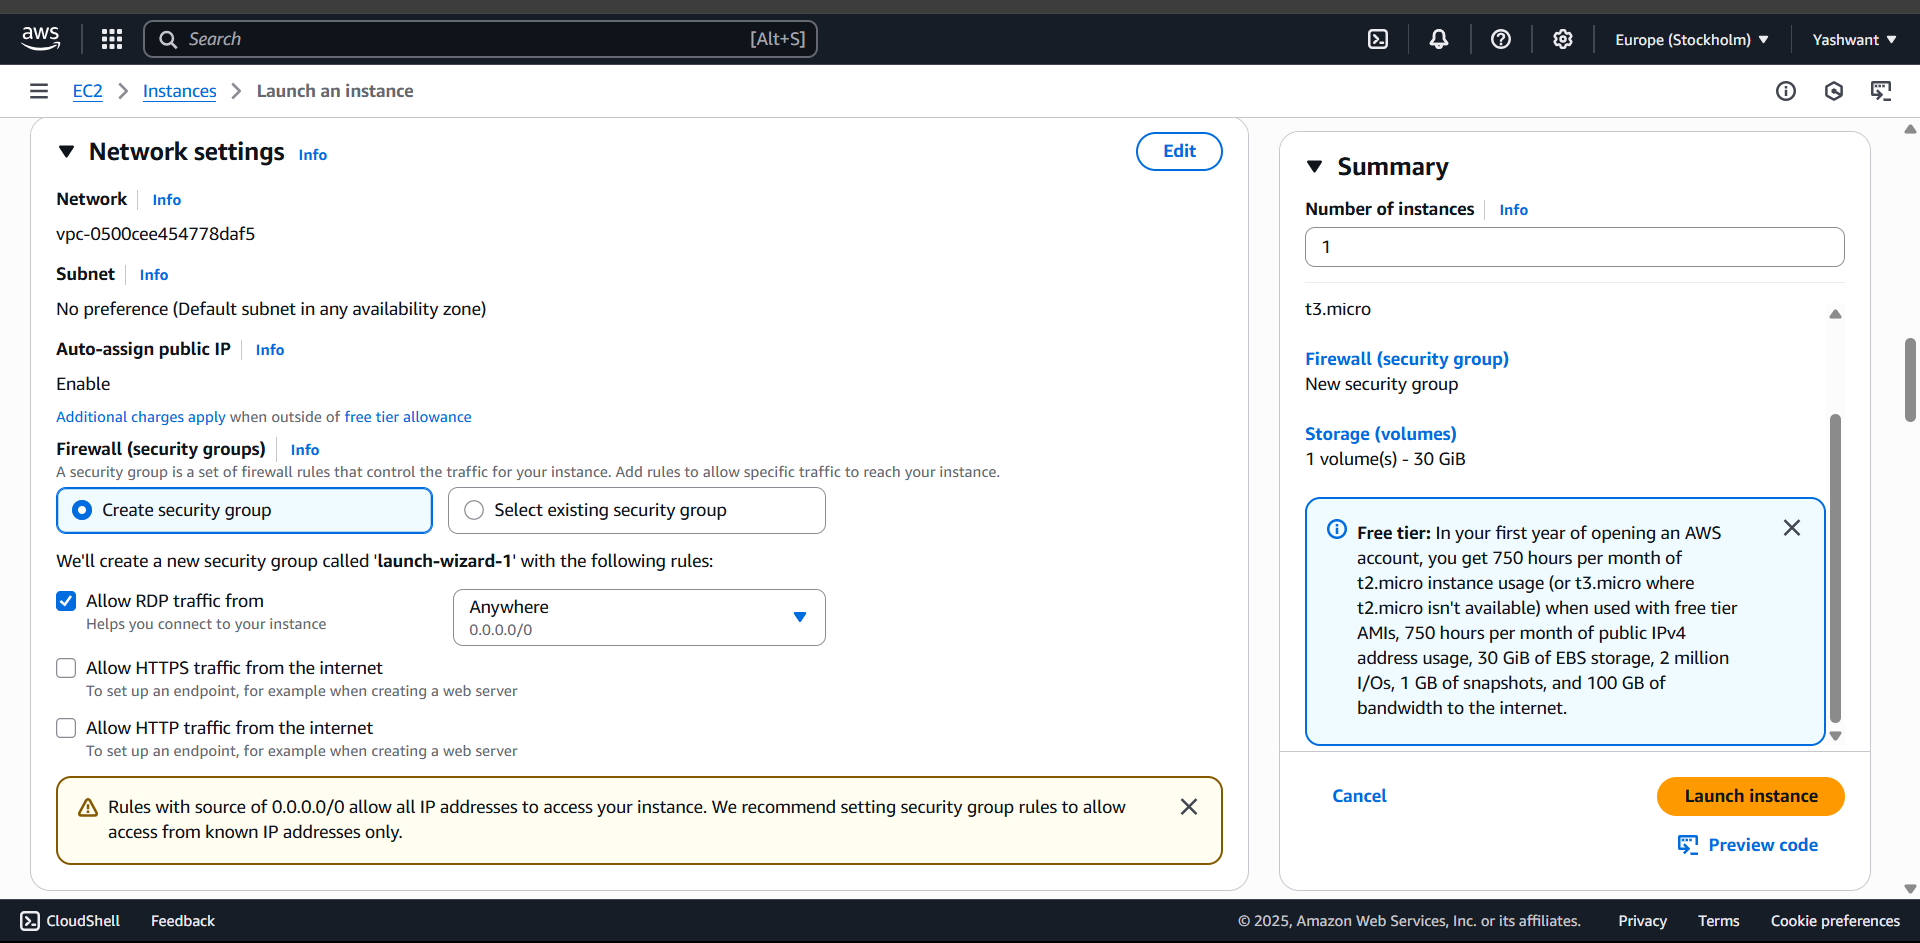 aws
Search
[Alt+S]
Europe (Stockholm)
Yashwant
EC2
Instances
Launch an instance
Network settings
Info
Edit
Network
Info
vpc-0500cee454778daf5
Subnet
Info
No preference (Default subnet in any availability zone)
Auto-assign public IP
Info
Enable
Additional charges apply when outside of free tier allowance
Firewall (security groups)
Info
A security group is a set of firewall rules that control the traffic for your instance. Add rules to allow specific traffic to reach your instance.
Create security group
Select existing security group
We'll create a new security group called 'launch-wizard-1' with the following rules:
Allow RDP traffic from
Helps you connect to your instance
Anywhere
0.0.0.0/0
Allow HTTPS traffic from the internet
To set up an endpoint, for example when creating a web server
Allow HTTP traffic from the internet
To set up an endpoint, for example when creating a web server
Rules with source of 0.0.0.0/0 allow all IP addresses to access your instance. We recommend setting security group rules to allow
access from known IP addresses only.
Summary
Number of instances
Info
1
t3.micro
Firewall (security group)
New security group
Storage (volumes)
1 volume(s) - 30 GiB
Free tier: In your first year of opening an AWS
account, you get 750 hours per month of
t2.micro instance usage (or t3.micro where
t2.micro isn't available) when used with free tier
AMIs, 750 hours per month of public IPv4
address usage, 30 GiB of EBS storage, 2 million
I/Os, 1 GB of snapshots, and 100 GB of
bandwidth to the internet.
Cancel
Launch instance
Preview code
CloudShell
Feedback
© 2025, Amazon Web Services, Inc. or its affiliates.
Privacy
Terms
Cookie preferences